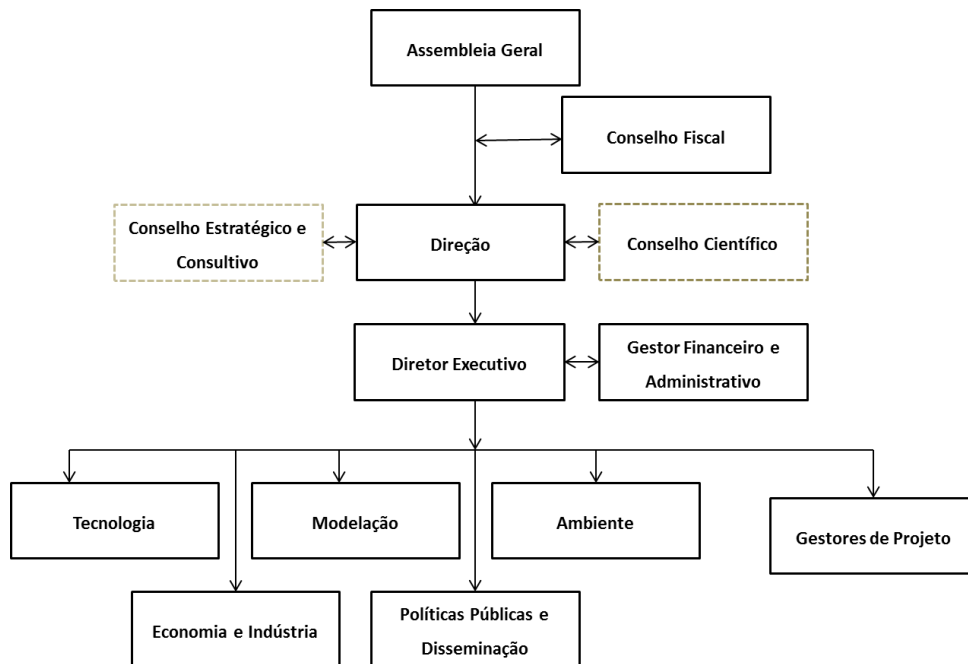 Assembleia Geral
Conselho Fiscal
Conselho Estratégico e
Consultivo
Direção
Conselho Científico
Diretor Executivo
Gestor Financeiro e
Administrativo
Tecnologia
Modelação
Ambiente
Gestores de Projeto
Economia e Indústria
Políticas Públicas e
Disseminação